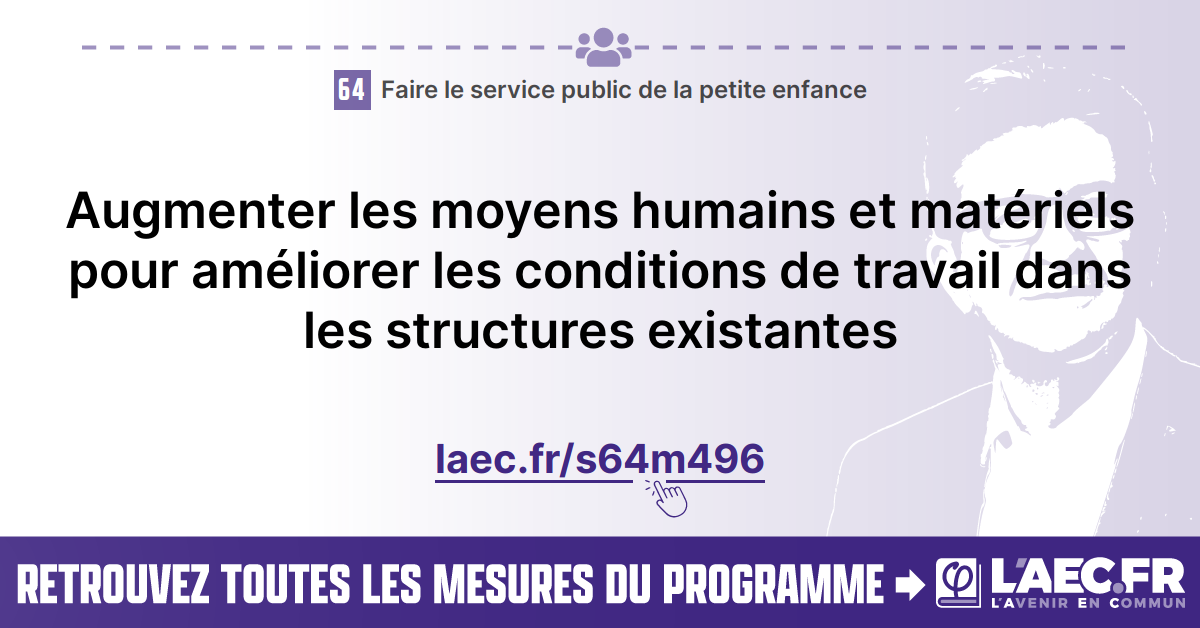 64 Faire le service public de la petite enfance
Augmenter les moyens humains et matériels
pour améliorer les conditions de travail dans
les structures existantes
laec.fr/s64m496
RETROUVEZ TOUTES LES MESURES DU PROGRAMME
L'AEC.FR
L'AVENIR EN COMMUN